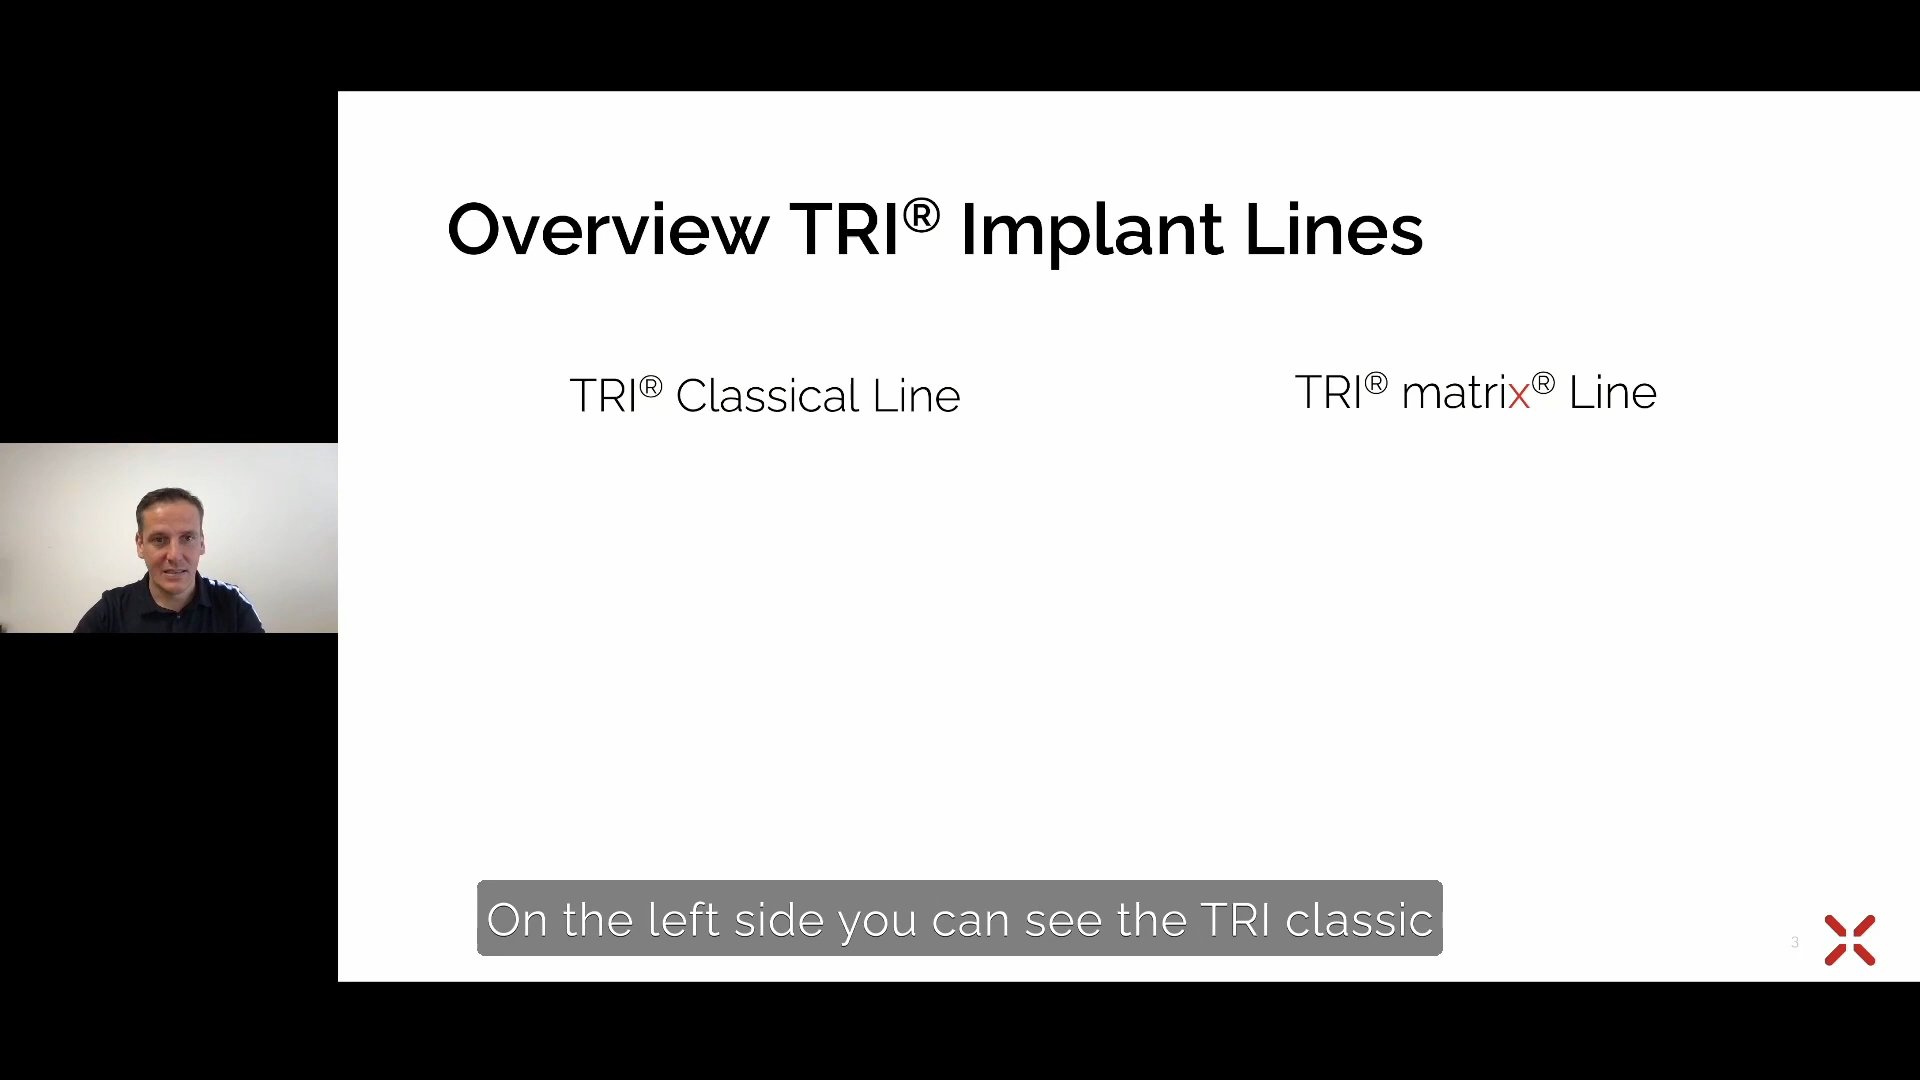 Overview TRI® Implant Lines
TRI® Classical Line
TRI® matrix® Line
On the left side you can see the TRI classic
3